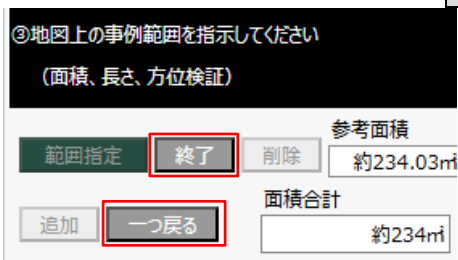 ③地図上の事例範囲を指示してください
（面積、長さ、方位検証）
参考面積
範囲指定 終了 削除 約234.03㎡
面積合計
追加 一つ戻る 約234㎡